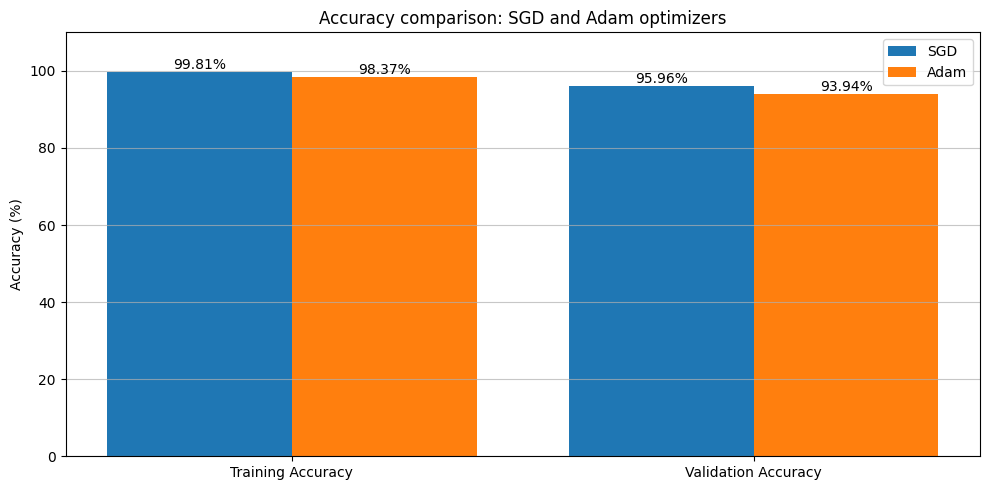 Accuracy comparison: SGD and Adam optimizers
SGD
Adam
99.81%
98.37%
95.96%
93.94%
Accuracy (%)
100
80
60
40
20
0
Training Accuracy
Validation Accuracy